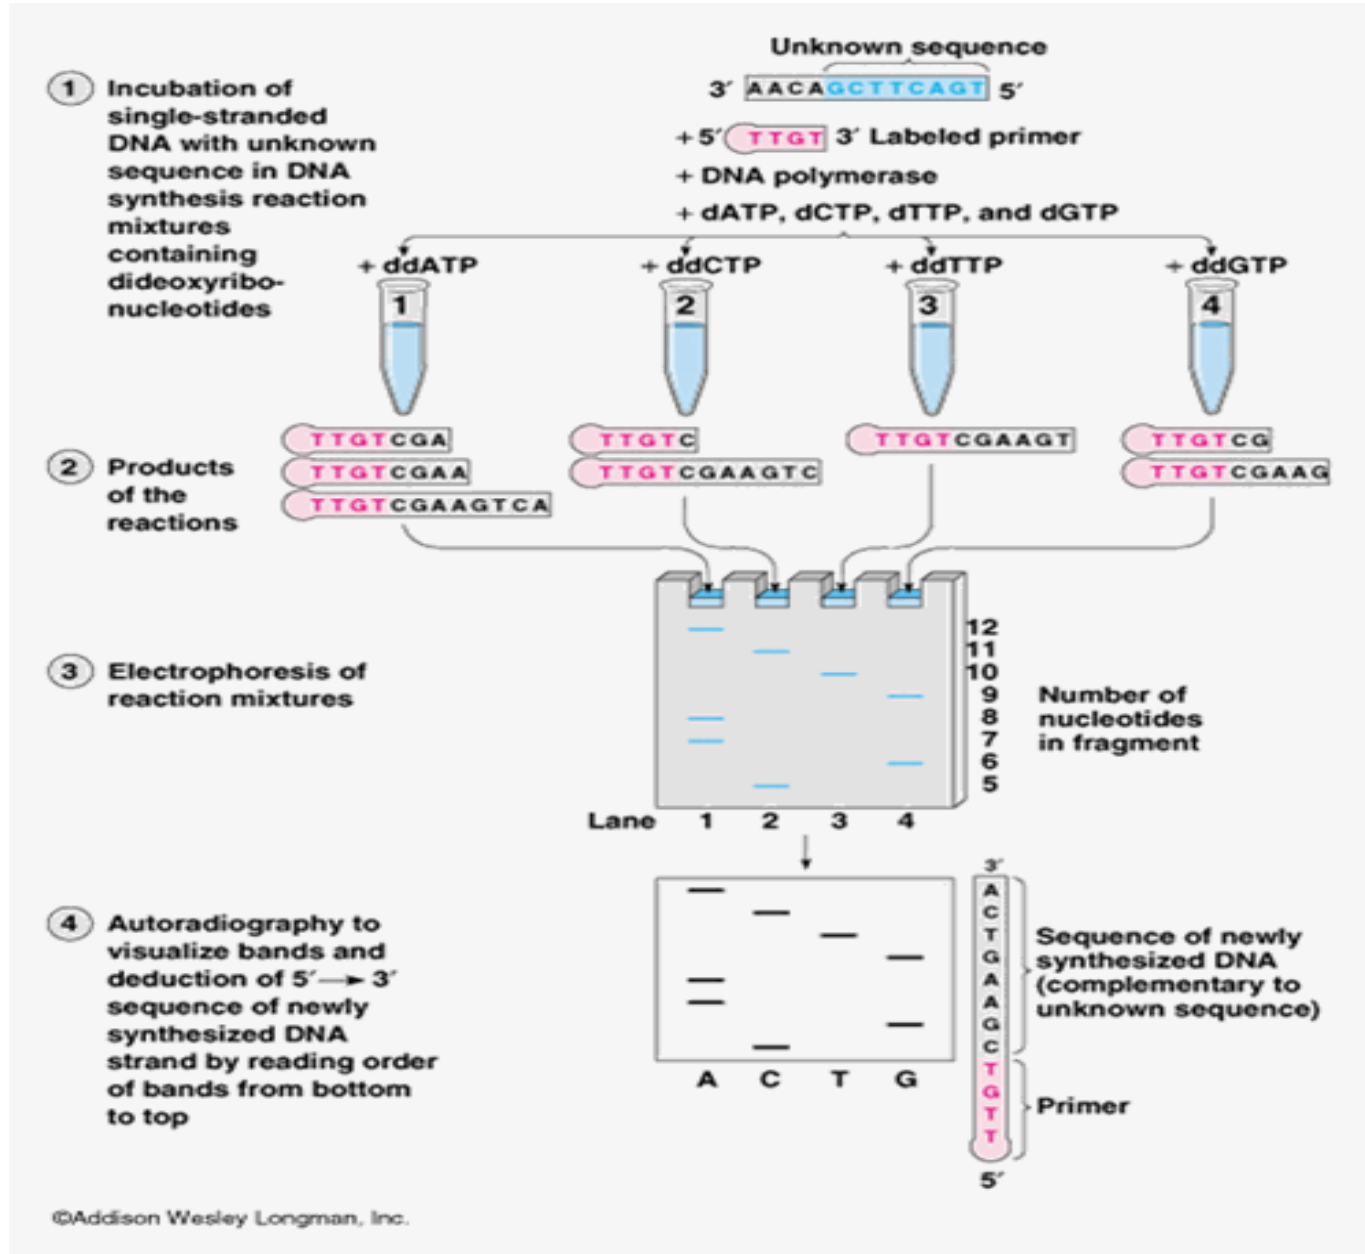 Unknown sequence
3′ AACAGCTTCAGT 5′
1 Incubation of
single-stranded
DNA with unknown
sequence in DNA
synthesis reaction
mixtures
containing
dideoxyribo-
nucleotides
+ 5′ TTGT 3′ Labeled primer
+ DNA polymerase
+ dATP, dCTP, dTTP, and dGTP
+ ddATP + ddCTP + ddTTP + ddGTP
1 2 3 4
2 Products
of the
reactions
TTGTCGA TTGTC TTGTCGAAGT TTGTCG
TTGTCGAA TTGTCGAAGTC TTGTCGAAG
TTGTCGAAGTCA
3 Electrophoresis of
reaction mixtures
12
11
10
9
8
7
6
5
Number of
nucleotides
in fragment
Lane 1 2 3 4
4 Autoradiography to
visualize bands and
deduction of 5′→ 3′
sequence of newly
synthesized DNA
strand by reading order
of bands from bottom
to top
A C T G
3′
A
C
T
G
A
A
G
C
T
G
T
T
5′
Sequence of newly
synthesized DNA
(complementary to
unknown sequence)
Primer
©Addison Wesley Longman, Inc.